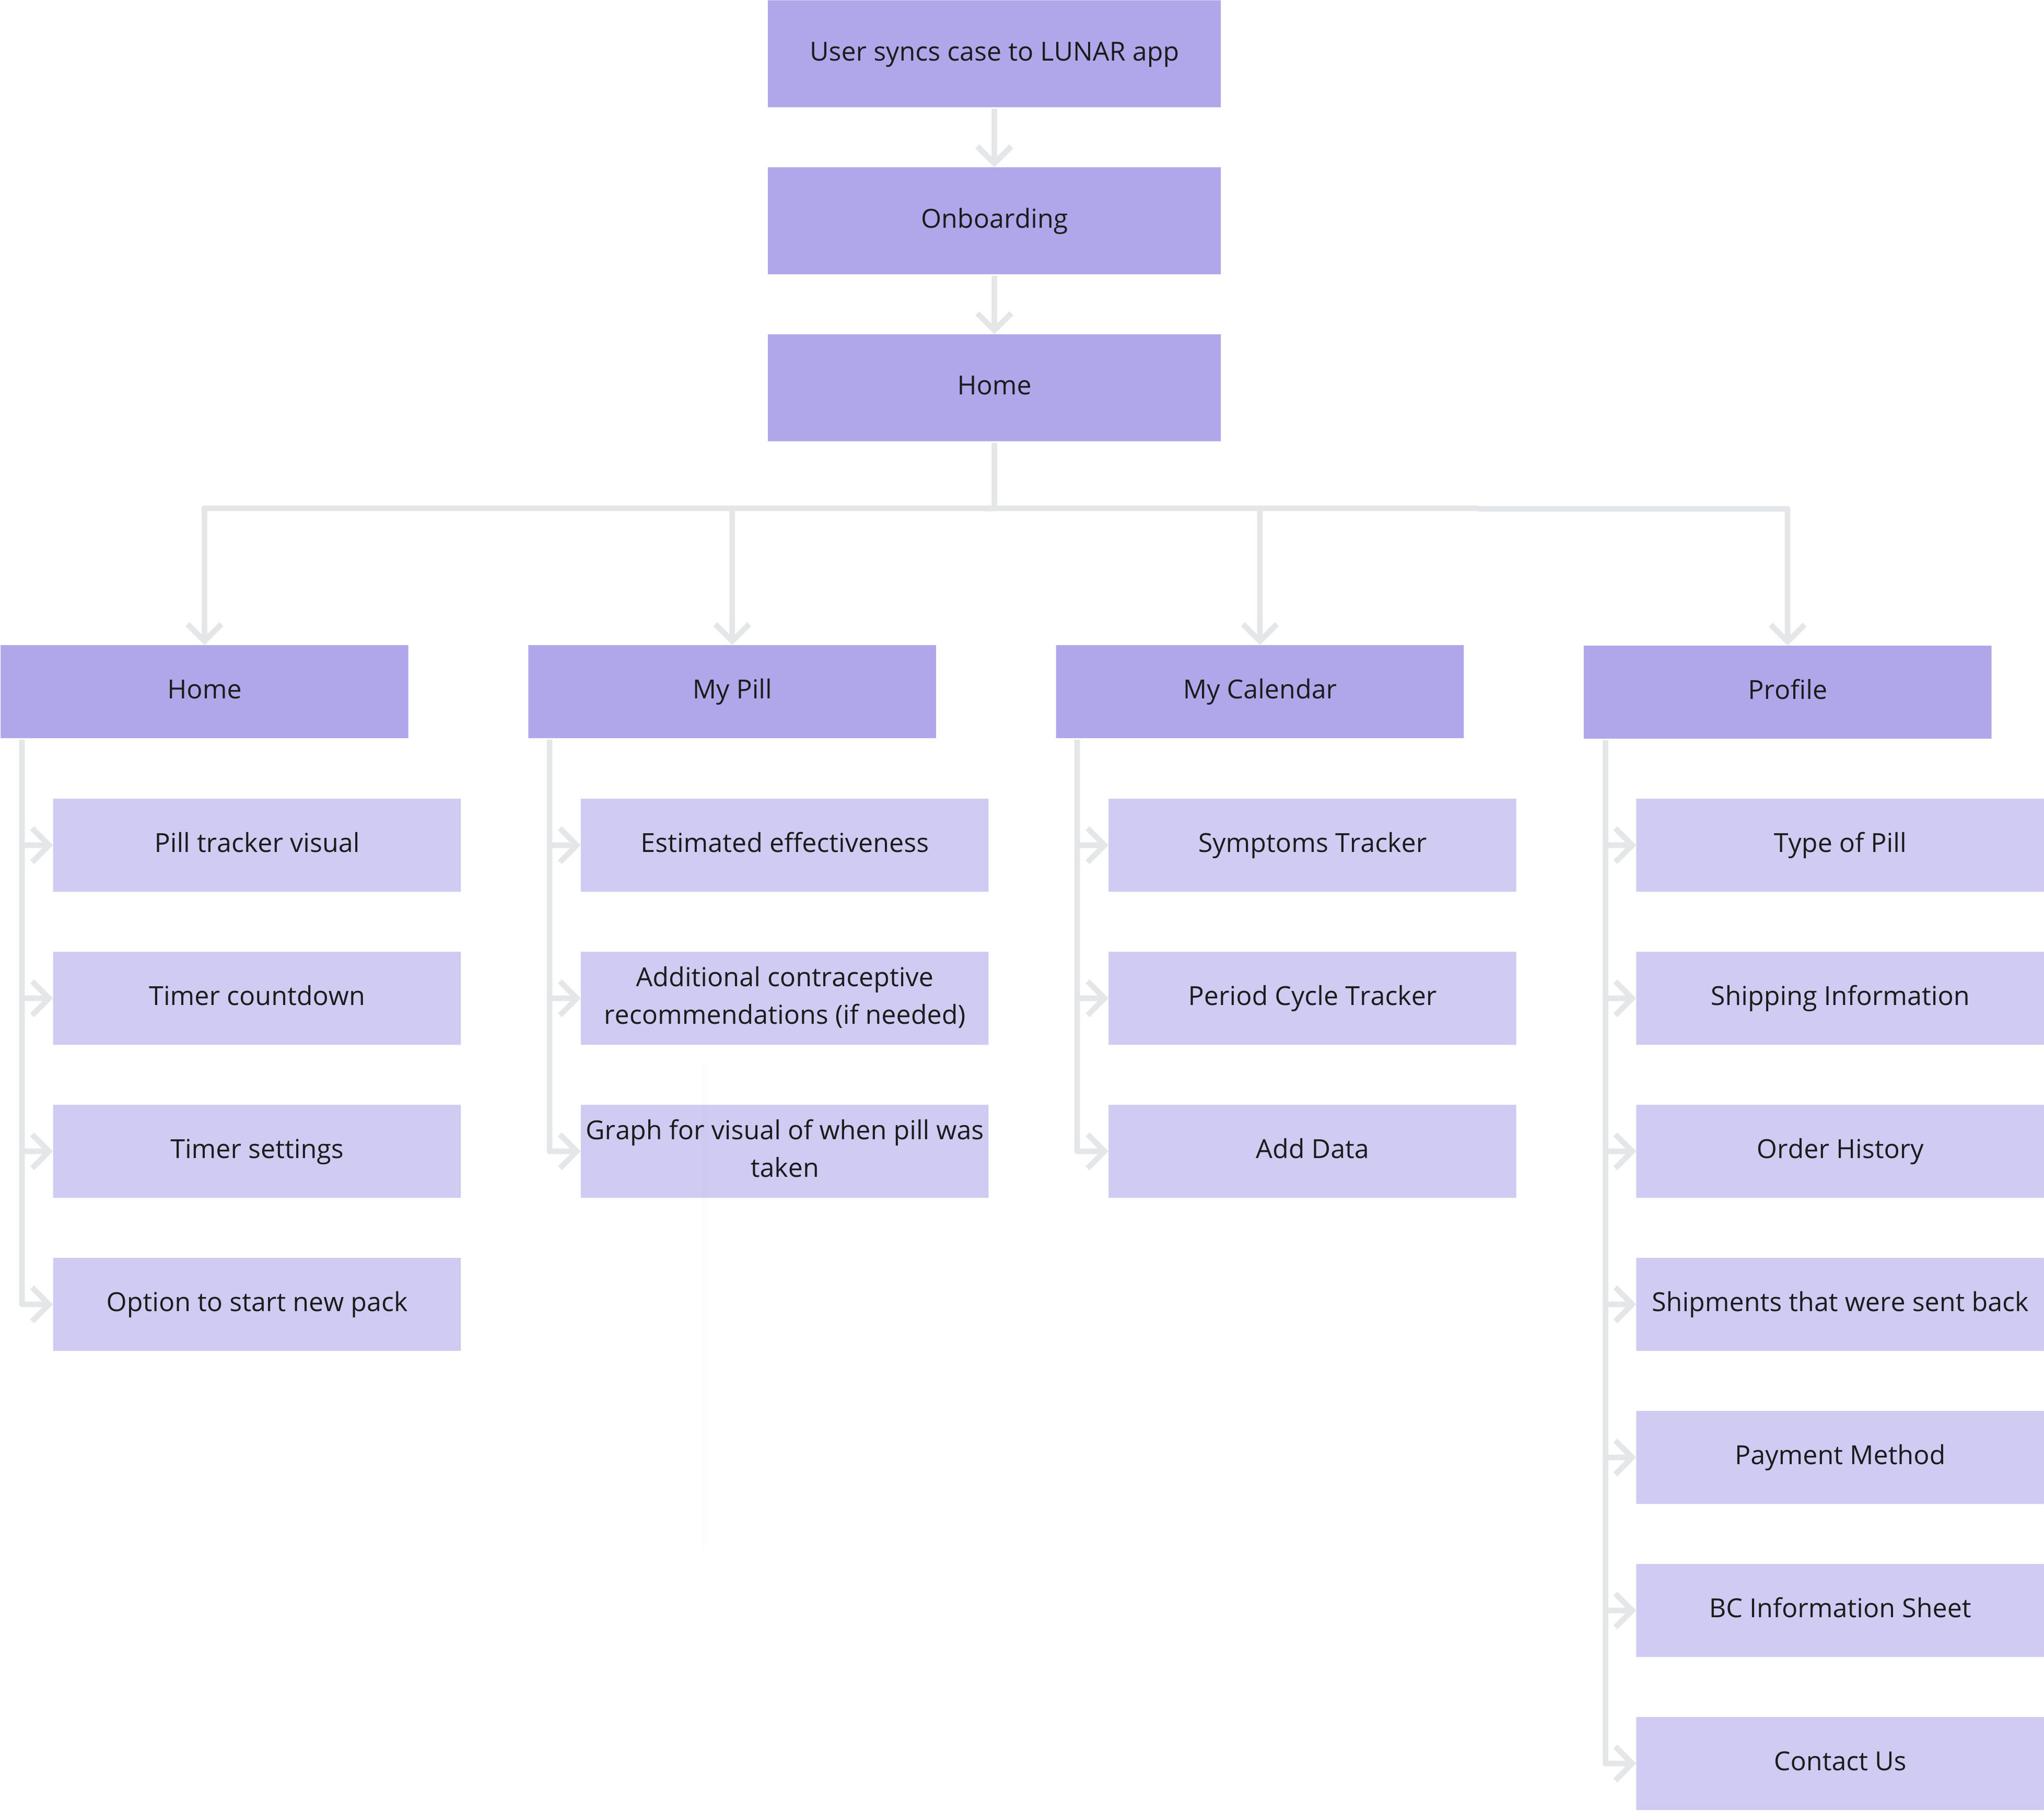 User syncs case to LUNAR app
Onboarding
Home
Home
Pill tracker visual
Timer countdown
Timer settings
Option to start new pack
My Pill
Estimated effectiveness
Additional contraceptive
recommendations (if needed)
Graph for visual of when pill was
taken
My Calendar
Symptoms Tracker
Period Cycle Tracker
Add Data
Profile
Type of Pill
Shipping Information
Order History
Shipments that were sent back
Payment Method
BC Information Sheet
Contact Us